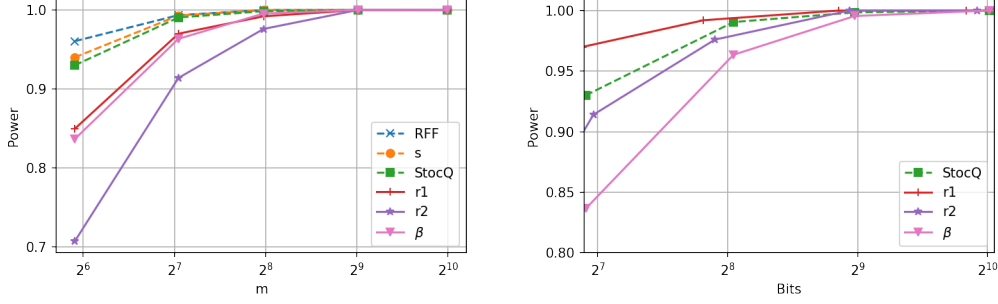 1.0
0.9
0.8
0.7
Power
2^6
2^7
2^8
2^9
2^10
m
RFF
s
StocQ
r1
r2
β
1.00
0.95
0.90
0.85
0.80
Power
2^7
2^8
2^9
2^10
Bits
StocQ
r1
r2
β